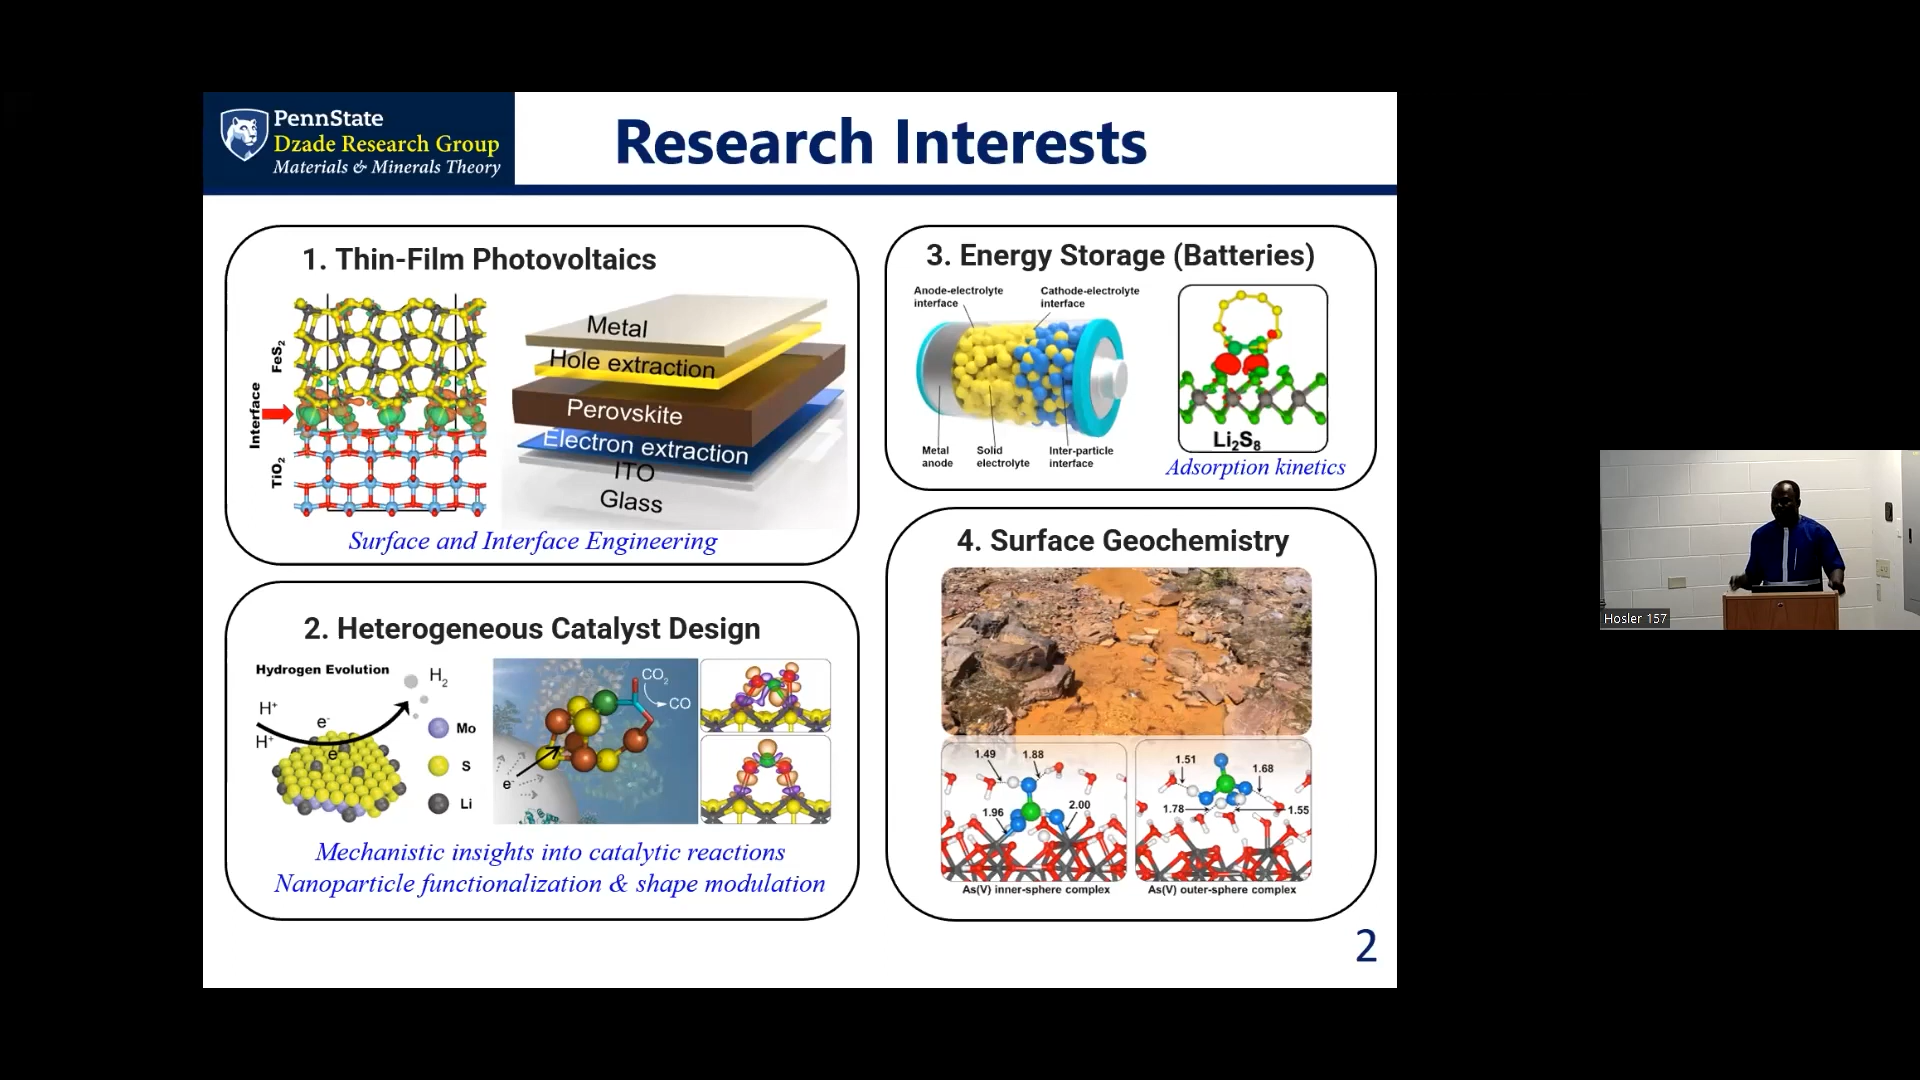 PennState
Dzade Research Group
Materials & Minerals Theory
Research Interests
1. Thin-Film Photovoltaics
FeS2
Interface
TiO2
Metal
Hole extraction
Perovskite
Electron extraction
ITO
Glass
Surface and Interface Engineering
2. Heterogeneous Catalyst Design
Hydrogen Evolution
H2
H+
e-
H+
e-
Mo
S
Li
CO2
CO
e-
Mechanistic insights into catalytic reactions
Nanoparticle functionalization & shape modulation
3. Energy Storage (Batteries)
Anode-electrolyte
interface
Cathode-electrolyte
interface
Metal
anode
Solid
electrolyte
Inter-particle
interface
Li2S8
Adsorption kinetics
4. Surface Geochemistry
1.49
1.88
1.96
2.00
As(V) inner-sphere complex
1.51
1.68
1.78
1.55
As(V) outer-sphere complex
2
Hosler 157